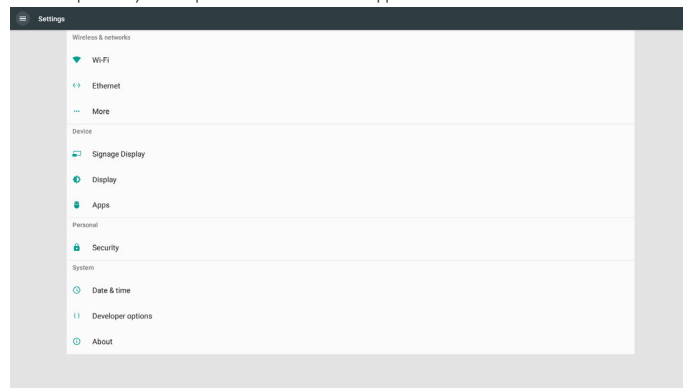 Settings
Wireless & networks
Wi-Fi
Ethernet
More
Device
Signage Display
Display
Apps
Personal
Security
System
Date & time
Developer options
About